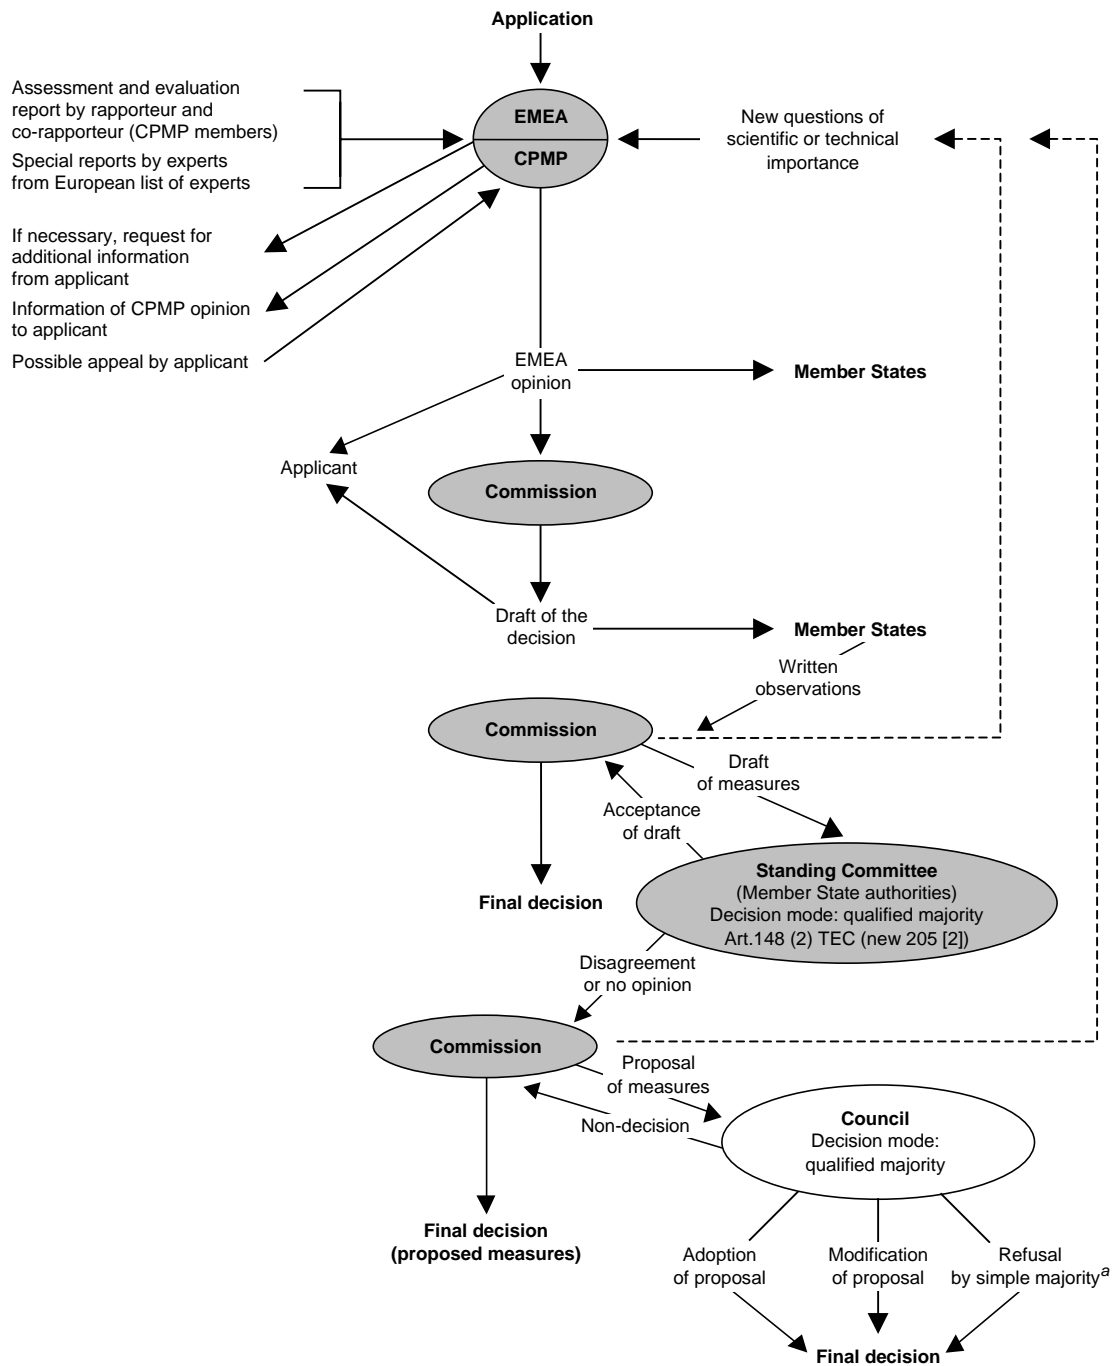 Application
Assessment and evaluation
report by rapporteur and
co-rapporteur (CPMP members)
Special reports by experts
from European list of experts
EMEA
CPMP
New questions of
scientific or technical
importance
If necessary, request for
additional information
from applicant
Information of CPMP opinion
to applicant
Possible appeal by applicant
EMEA
opinion
Member States
Applicant
Commission
Draft of the
decision
Member States
Written
observations
Commission
Draft
of measures
Acceptance
of draft
Final decision
Standing Committee
(Member State authorities)
Decision mode: qualified majority
Art.148 (2) TEC (new 205 [2])
Disagreement
or no opinion
Commission
Proposal
of measures
Non-decision
Council
Decision mode:
qualified majority
Final decision
(proposed measures)
Adoption
of proposal
Modification
of proposal
Refusal
by simple majority^a
Final decision